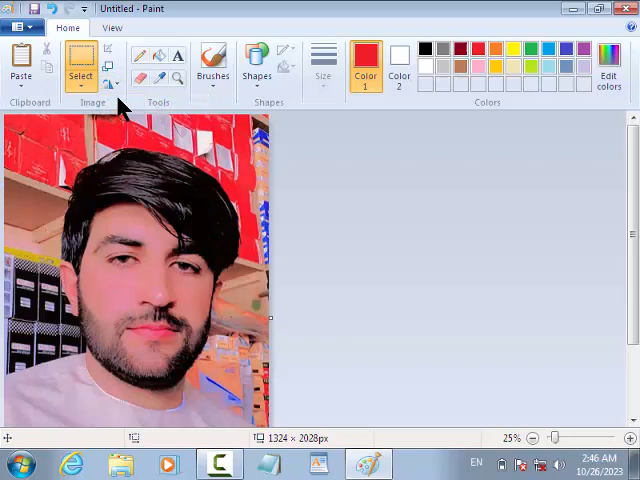 Untitled - Paint
Home
View
Paste
Select
A
Brushes
Shapes
Size
Color
1
Color
2
Edit
colors
Clipboard
Image
Tools
Shapes
Colors
1324 × 2028px
25%
EN
2:46 AM
10/26/2023